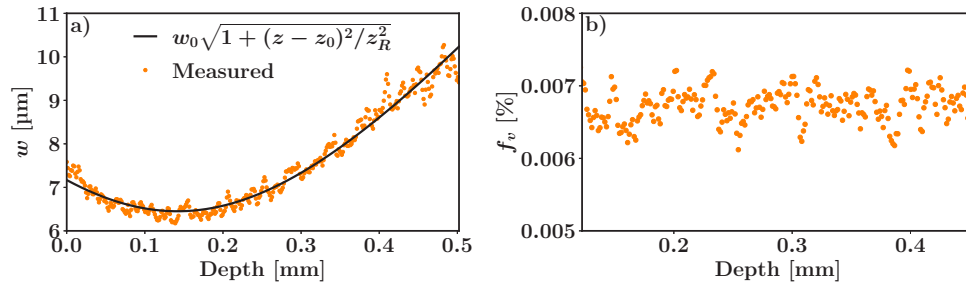 a)
w₀√1 + (z − z₀)²/z_R²
Measured
w [μm]
11
10
9
8
7
6
0.0 0.1 0.2 0.3 0.4 0.5
Depth [mm]
b)
f_v [%]
0.008
0.007
0.006
0.005
0.2 0.3 0.4
Depth [mm]